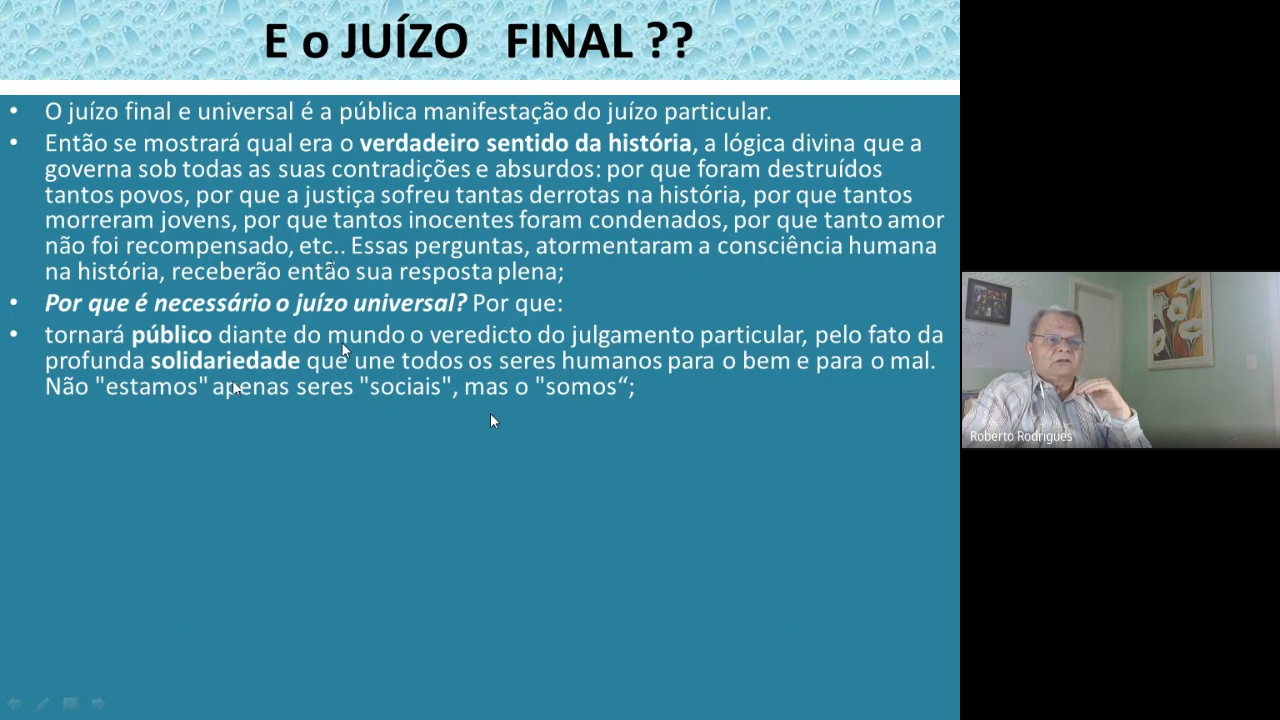 E o JUÍZO FINAL ??
• O juízo final e universal é a pública manifestação do juízo particular.
• Então se mostrará qual era o verdadeiro sentido da história, a lógica divina que a
governa sob todas as suas contradições e absurdos: por que foram destruídos
tantos povos, por que a justiça sofreu tantas derrotas na história, por que tantos
morreram jovens, por que tantos inocentes foram condenados, por que tanto amor
não foi recompensado, etc.. Essas perguntas, atormentaram a consciência humana
na história, receberão então sua resposta plena;
• Por que é necessário o juízo universal? Por que:
• tornará público diante do mundo o veredicto do julgamento particular, pelo fato da
profunda solidariedade que une todos os seres humanos para o bem e para o mal.
Não "estamos" apenas seres "sociais", mas o "somos“;
Roberto Rodrigues